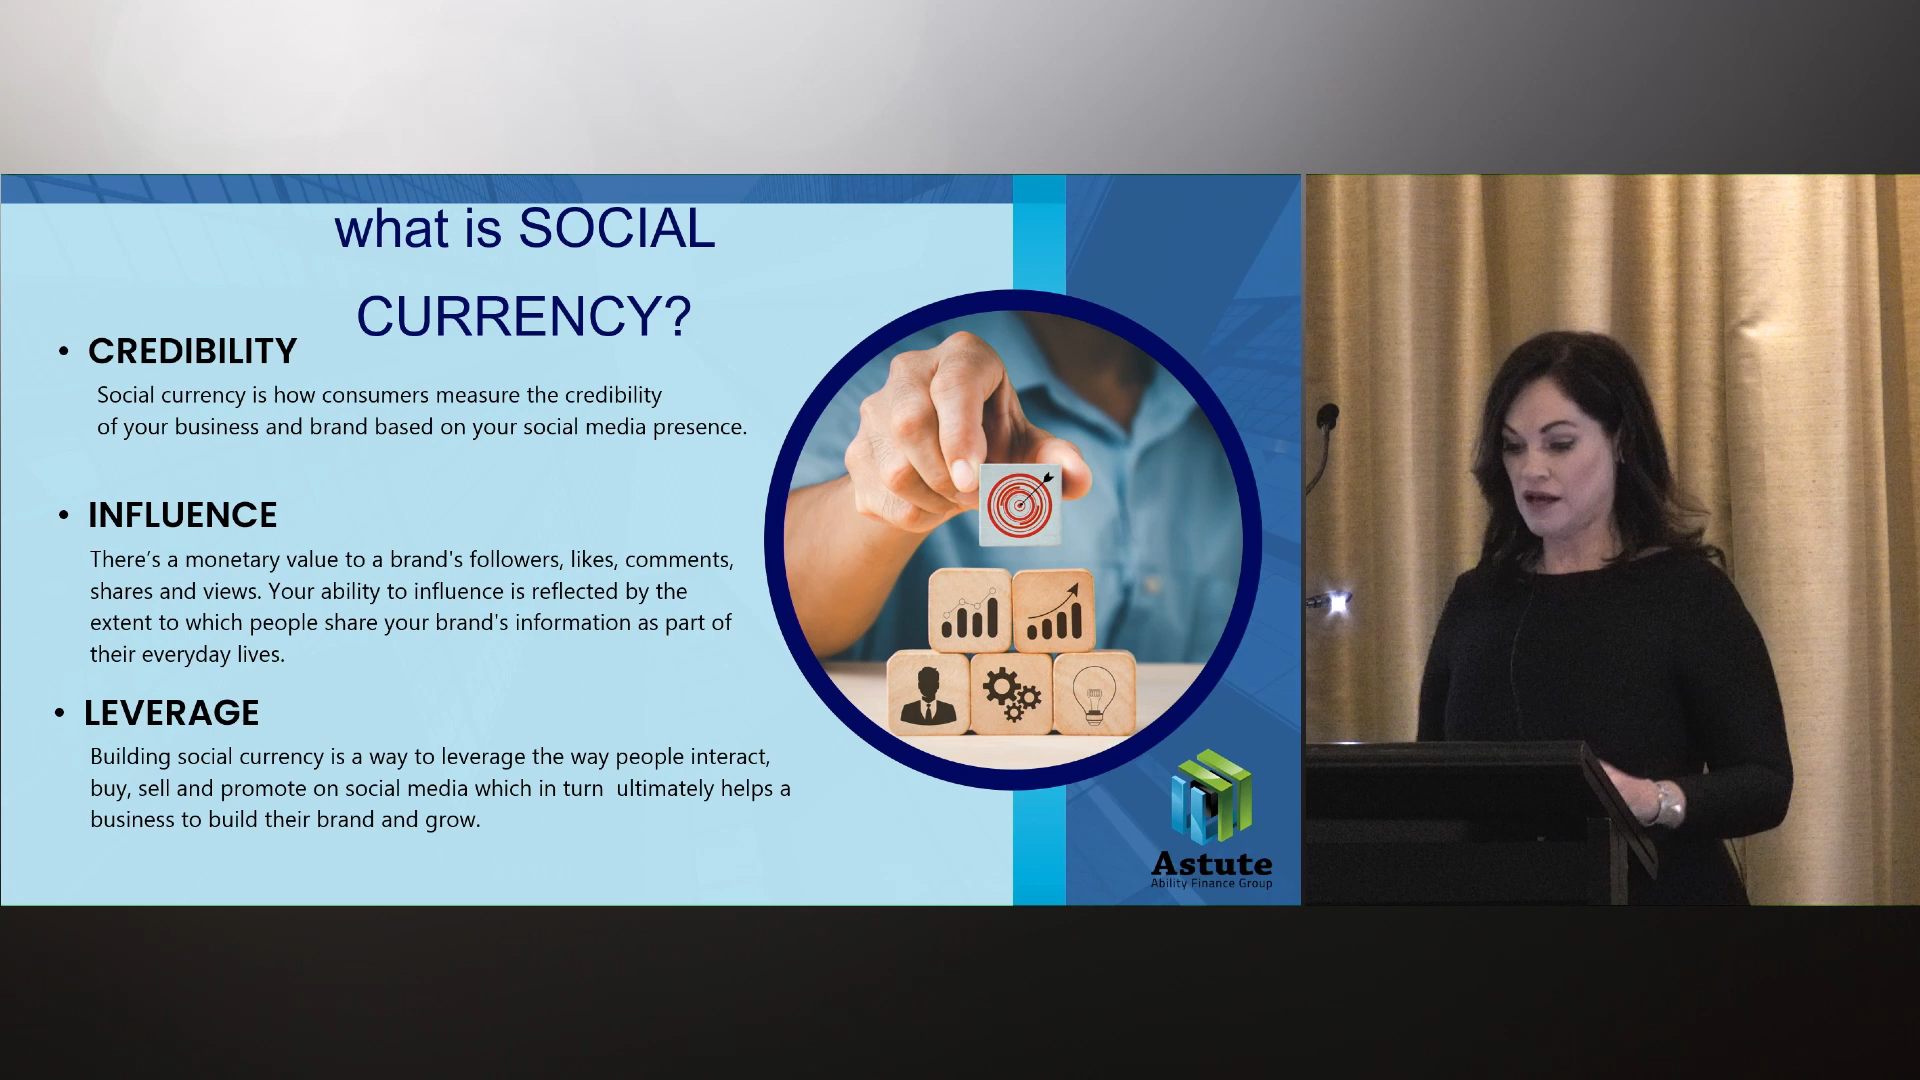 what is SOCIAL
CURRENCY?
• CREDIBILITY
Social currency is how consumers measure the credibility
of your business and brand based on your social media presence.
• INFLUENCE
There’s a monetary value to a brand's followers, likes, comments,
shares and views. Your ability to influence is reflected by the
extent to which people share your brand's information as part of
their everyday lives.
• LEVERAGE
Building social currency is a way to leverage the way people interact,
buy, sell and promote on social media which in turn  ultimately helps a
business to build their brand and grow.
Astute
Ability Finance Group